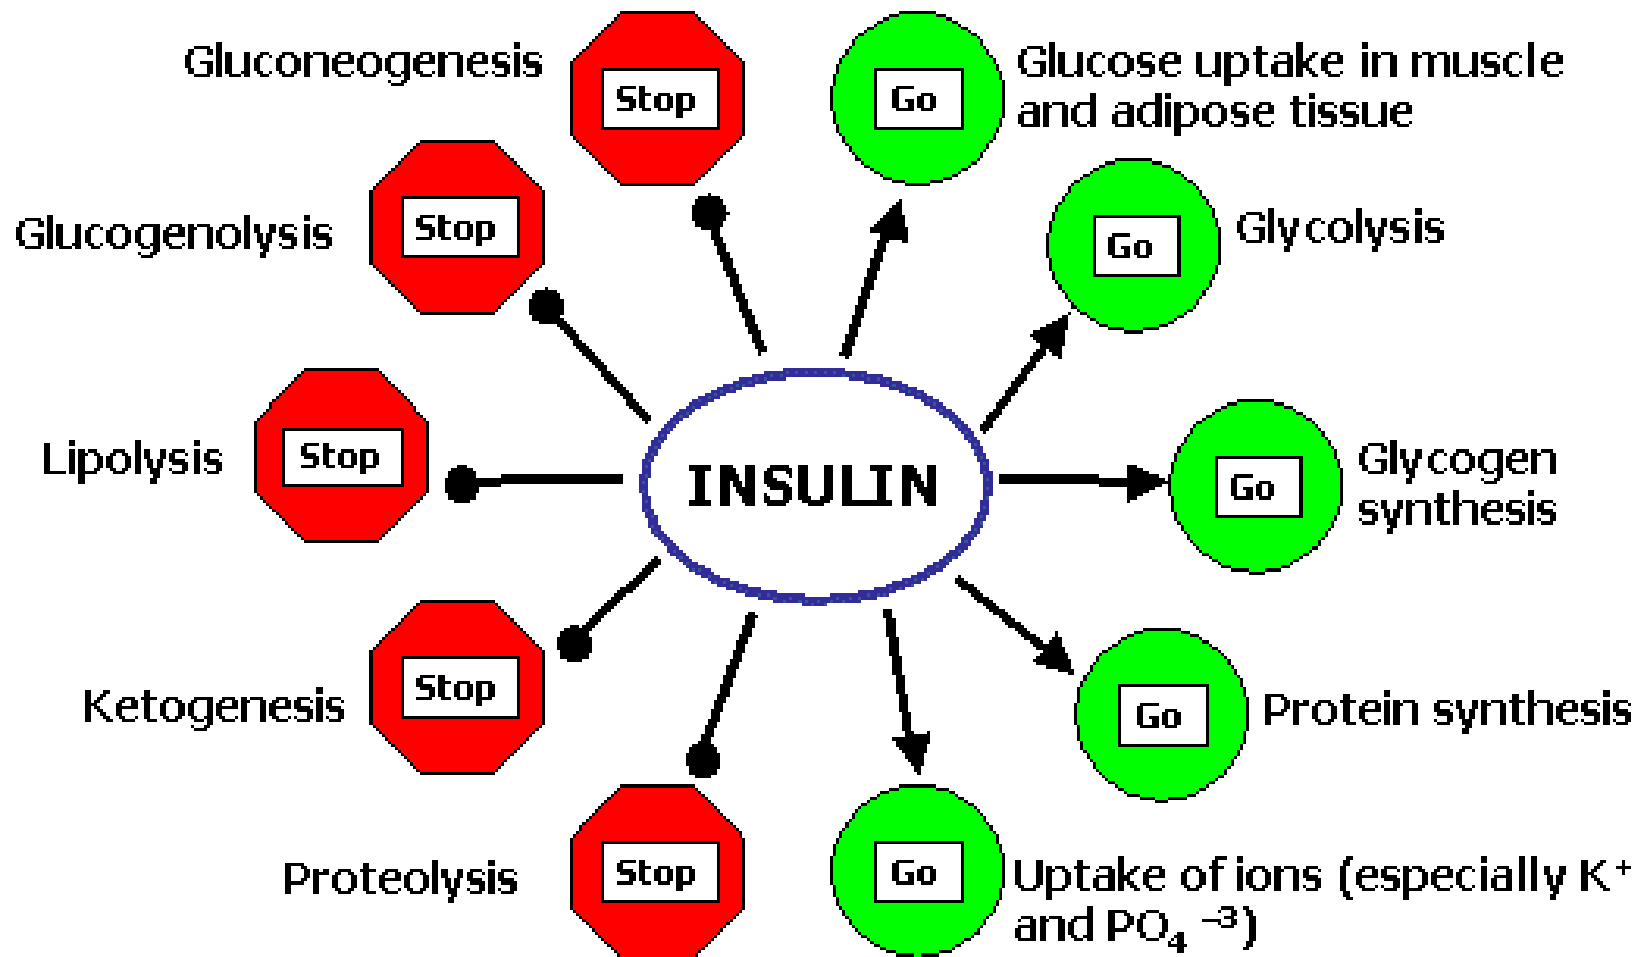 Gluconeogenesis
Stop
Go
Glucose uptake in muscle
and adipose tissue
Glucogenolysis
Stop
Go
Glycolysis
Lipolysis
Stop
INSULIN
Go
Glycogen
synthesis
Ketogenesis
Stop
Go
Protein synthesis
Proteolysis
Stop
Go
Uptake of ions (especially K⁺
and PO₄ ⁻³)